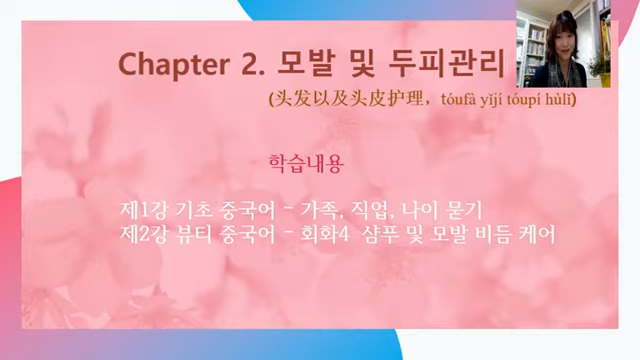 Chapter 2. 모발 및 두피관리
(头发以及头皮护理，tóufà yǐjí tóupí hùlǐ)
학습내용
제1강 기초 중국어 - 가족, 직업, 나이 묻기
제2강 뷰티 중국어 - 회화4 샴푸 및 모발 비듬 케어